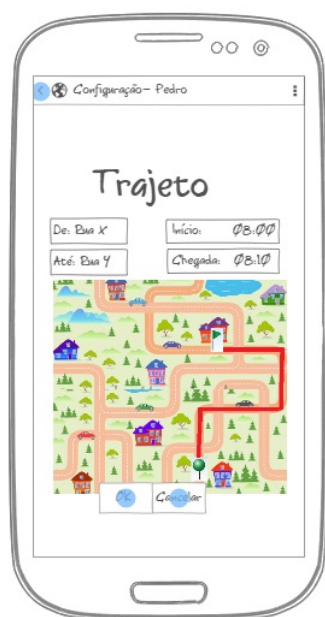 Configuração- Pedro
Trajeto
De: Rua X
Início: 08:00
Até: Rua Y
Chegada: 08:10
OK
Cancelar